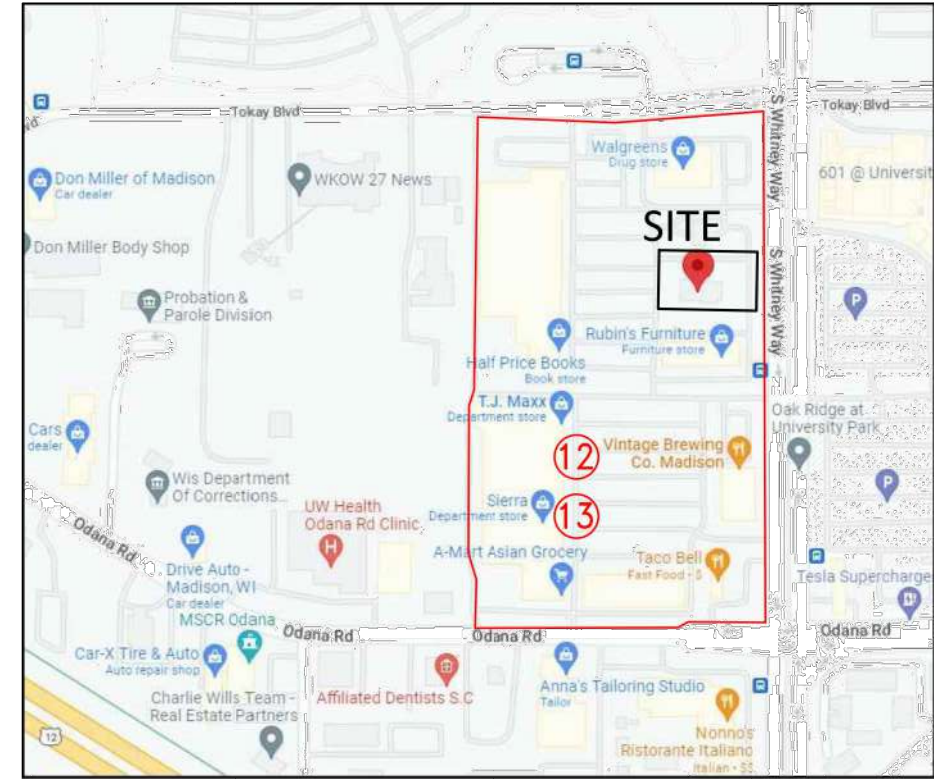 Tokay Blvd
S Whitney Way
Tokay Blvd
Walgreens
Drug store
601 @ Universit
Don Miller of Madison
Car dealer
WKOW 27 News
SITE
Don Miller Body Shop
S Whitney Way
Probation &
Parole Division
P
Rubin's Furniture
Furniture store
Half Price Books
Book store
T.J. Maxx
Department store
Oak Ridge at
University Park
Cars
dealer
12
Vintage Brewing
Co. Madison
Wis Department
Of Corrections...
P
Sierra
Department store
13
UW Health
Odana Rd Clinic
H
Odana Rd
A-Mart Asian Grocery
Taco Bell
Fast Food • $
Drive Auto -
Madison, WI
Car dealer
Tesla Supercharge
MSCR Odana
Odana Rd
Odana Rd
Odana Rd
Car-X Tire & Auto
Auto repair shop
Affiliated Dentists S.C
Anna's Tailoring Studio
Tailor
Charlie Wills Team -
Real Estate Partners
12
Nonno's
Ristorante Italiano
Italian • $$